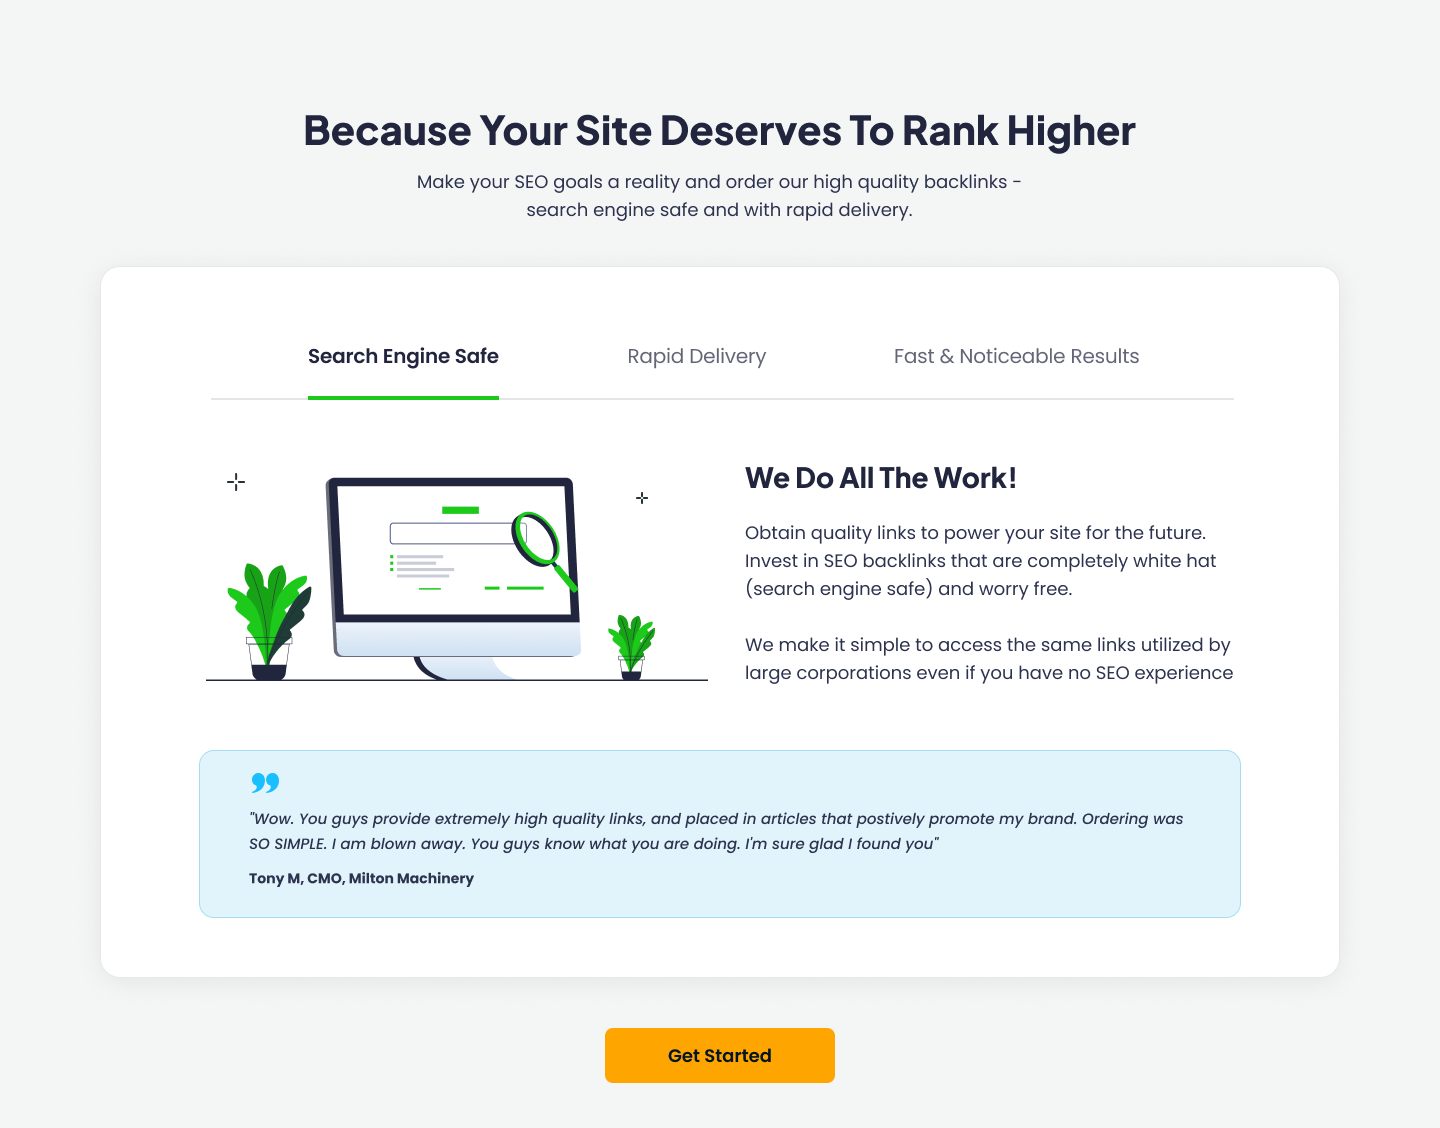 Because Your Site Deserves To Rank Higher
Make your SEO goals a reality and order our high quality backlinks -
search engine safe and with rapid delivery.
Search Engine Safe
Rapid Delivery
Fast & Noticeable Results
We Do All The Work!
Obtain quality links to power your site for the future.
Invest in SEO backlinks that are completely white hat
(search engine safe) and worry free.
We make it simple to access the same links utilized by
large corporations even if you have no SEO experience
"Wow. You guys provide extremely high quality links, and placed in articles that postively promote my brand. Ordering was
SO SIMPLE. I am blown away. You guys know what you are doing. I'm sure glad I found you"
Tony M, CMO, Milton Machinery
Get Started